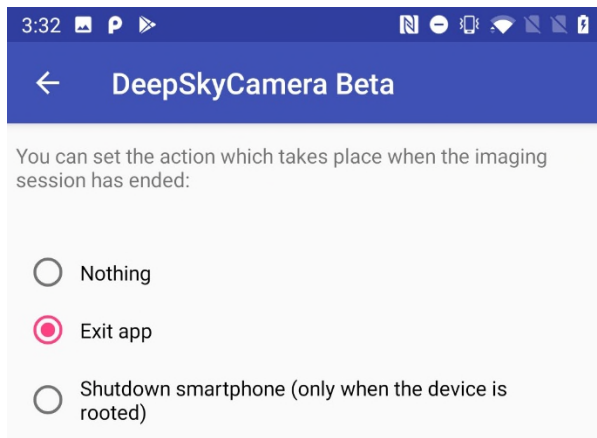 3:32
DeepSkyCamera Beta
You can set the action which takes place when the imaging
session has ended:
Nothing
Exit app
Shutdown smartphone (only when the device is
rooted)